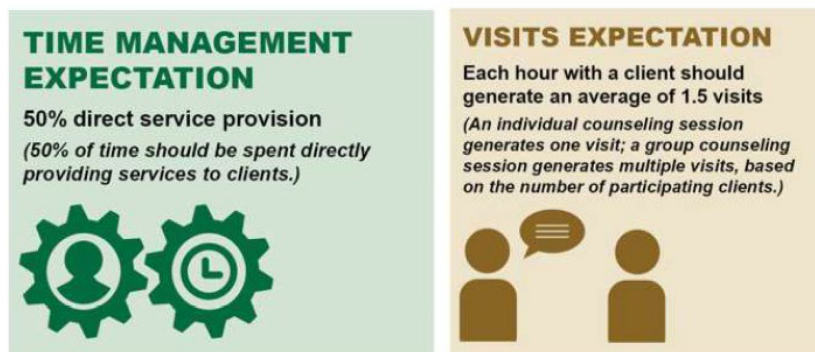 TIME MANAGEMENT
EXPECTATION
50% direct service provision
(50% of time should be spent directly
providing services to clients.)
VISITS EXPECTATION
Each hour with a client should
generate an average of 1.5 visits
(An individual counseling session
generates one visit; a group counseling
session generates multiple visits, based
on the number of participating clients.)